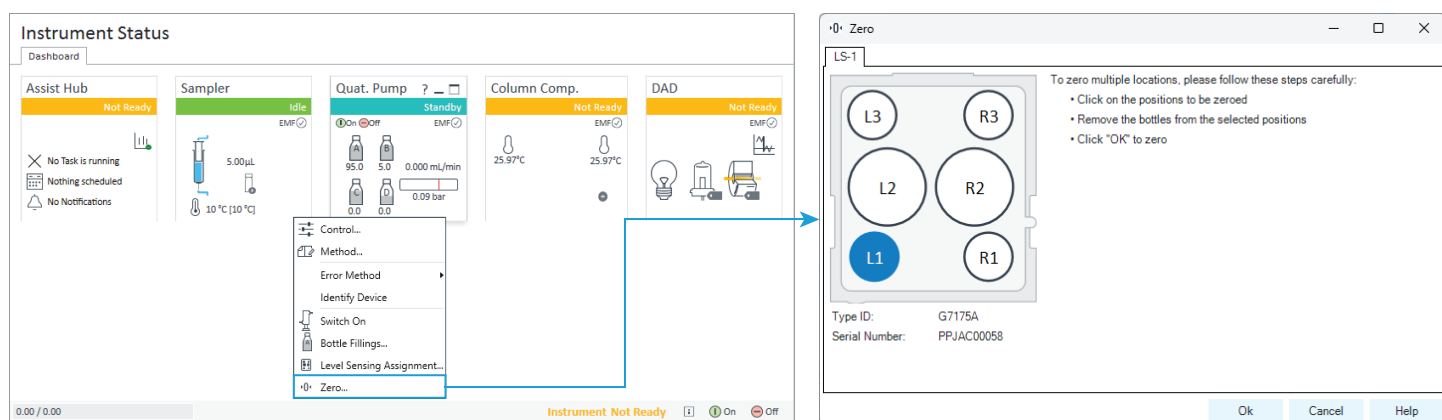 Instrument Status
Dashboard
Assist Hub
Not Ready
No Task is running
Nothing scheduled
No Notifications
Sampler
Idle
EMF
5.00µL
10 °C [10 °C]
Quat. Pump ?
Standby
On Off EMF
A B
95.0 5.0 0.000 mL/min
C D
0.09 bar
0.0 0.0
Column Comp.
Not Ready
EMF
25.97°C 25.97°C
DAD
Not Ready
EMF
Control...
Method...
Error Method
Identify Device
Switch On
Bottle Fillings...
Level Sensing Assignment...
·0· Zero...
0.00 / 0.00
Instrument Not Ready i On Off
·0· Zero
LS-1
L3 R3
L2 R2
L1 R1
Type ID: G7175A
Serial Number: PPJAC00058
To zero multiple locations, please follow these steps carefully:
• Click on the positions to be zeroed
• Remove the bottles from the selected positions
• Click "OK" to zero
Ok Cancel Help